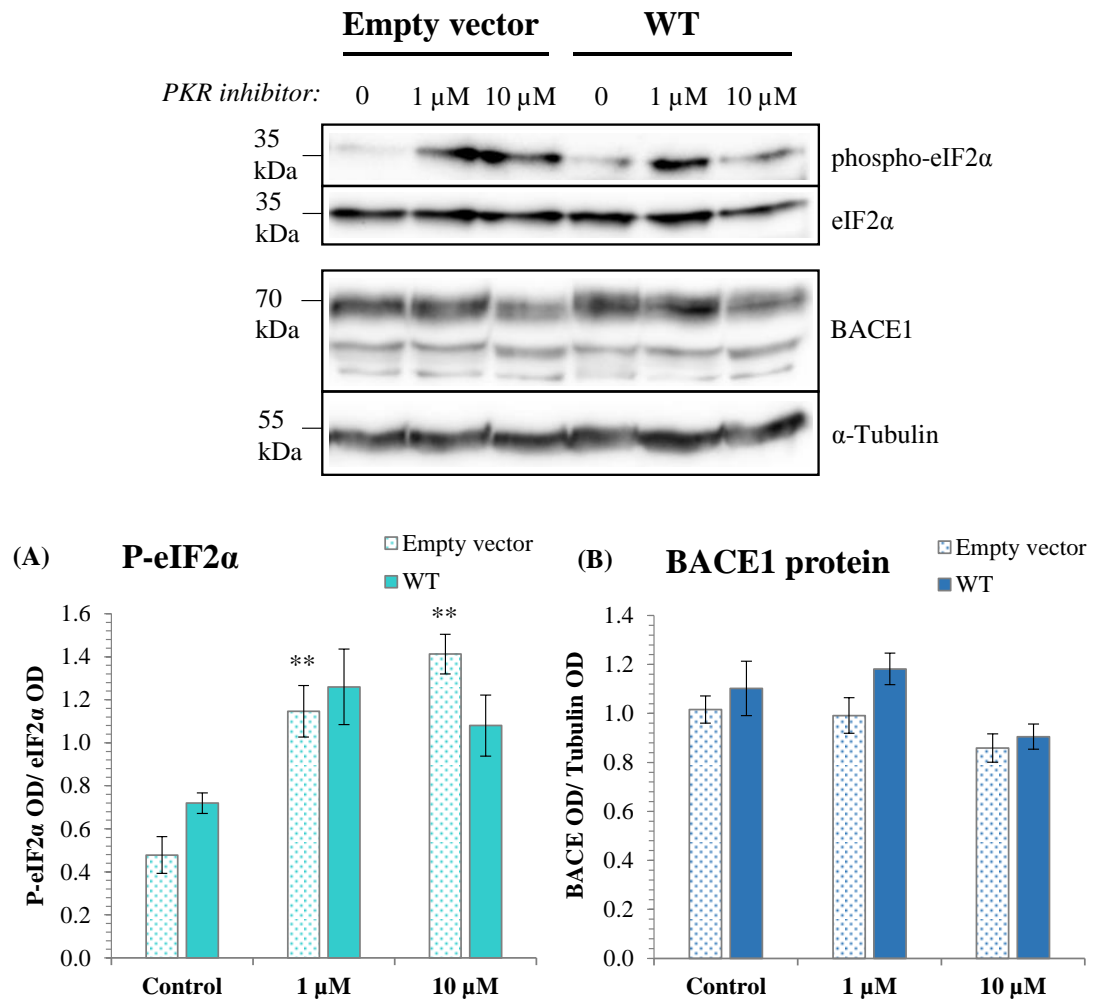 Empty vector WT
PKR inhibitor: 0 1 µM 10 µM 0 1 µM 10 µM
35 kDa
phospho-eIF2α
35 kDa
eIF2α
70 kDa
BACE1
55 kDa
α-Tubulin
(A) P-eIF2α
Empty vector
WT
P-eIF2α OD/ eIF2α OD
1.6
1.4
1.2
1.0
0.8
0.6
0.4
0.2
0.0
**
**
Control 1 µM 10 µM
(B) BACE1 protein
Empty vector
WT
BACE OD/ Tubulin OD
1.4
1.2
1.0
0.8
0.6
0.4
0.2
0.0
Control 1 µM 10 µM